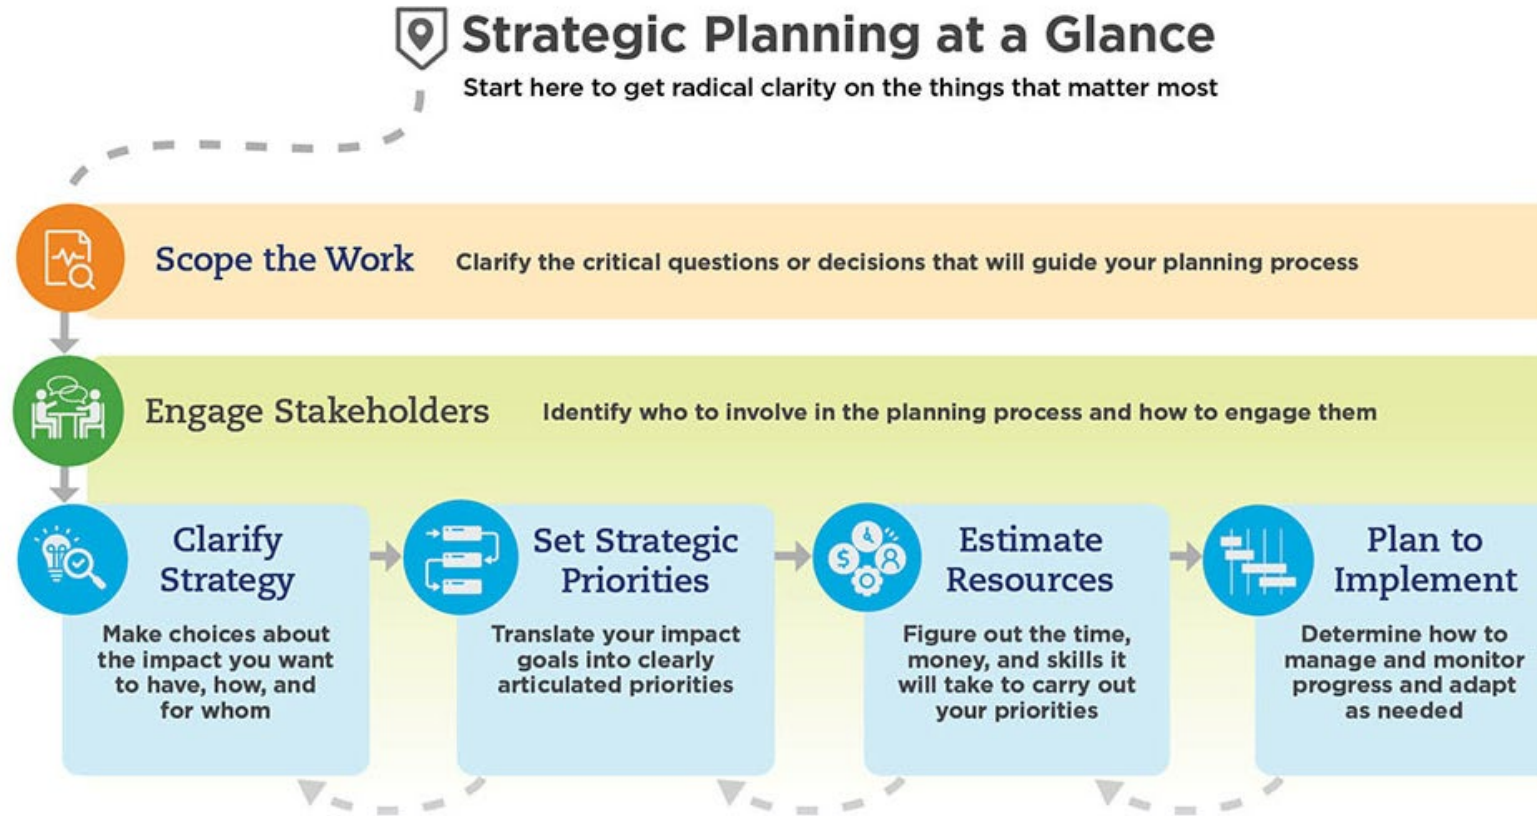 Strategic Planning at a Glance
Start here to get radical clarity on the things that matter most
Scope the Work
Clarify the critical questions or decisions that will guide your planning process
Engage Stakeholders
Identify who to involve in the planning process and how to engage them
Clarify
Strategy
Make choices about
the impact you want
to have, how, and
for whom
Set Strategic
Priorities
Translate your impact
goals into clearly
articulated priorities
Estimate
Resources
Figure out the time,
money, and skills it
will take to carry out
your priorities
Plan to
Implement
Determine how to
manage and monitor
progress and adapt
as needed